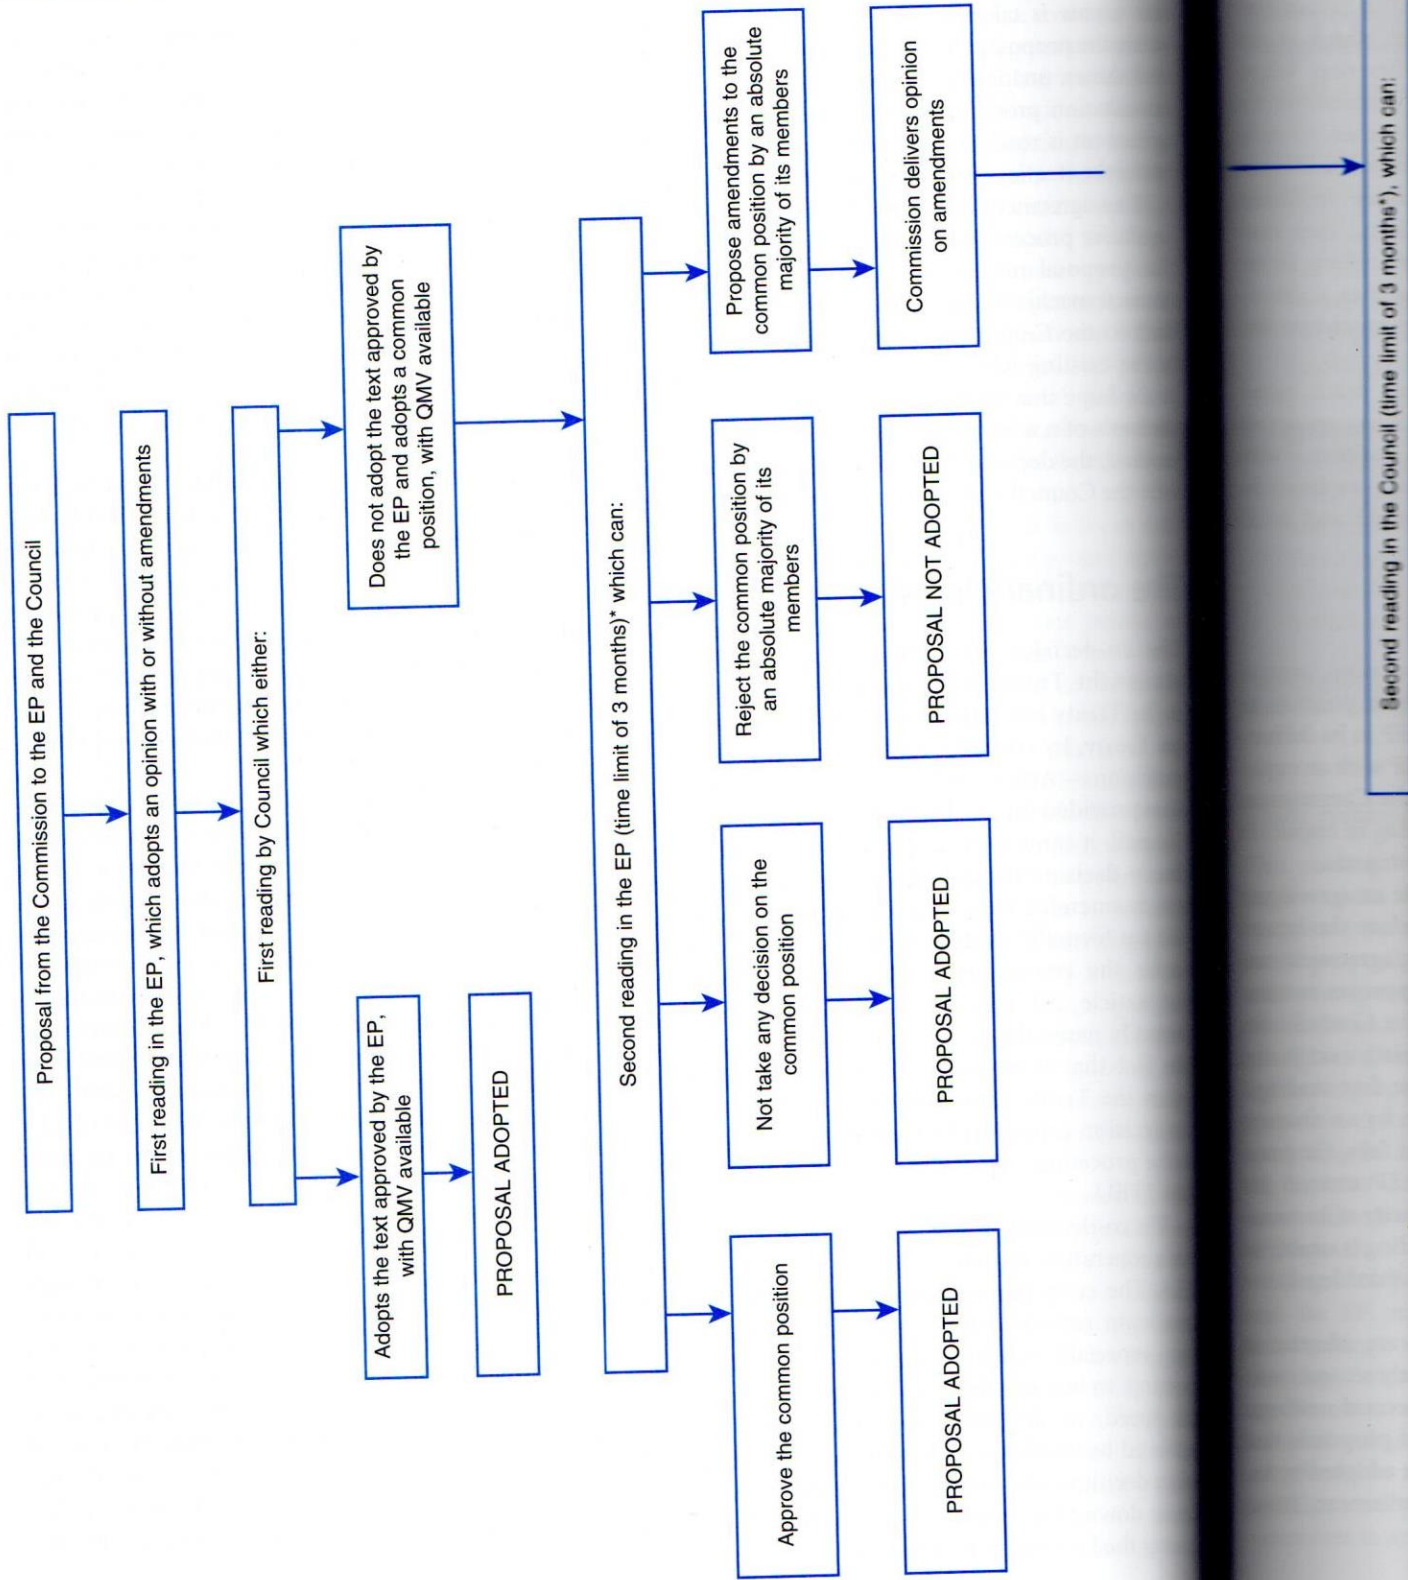 Proposal from the Commission to the EP and the Council
First reading in the EP, which adopts an opinion with or without amendments
First reading by Council which either:
Adopts the text approved by the EP,
with QMV available
PROPOSAL ADOPTED
Does not adopt the text approved by
the EP and adopts a common
position, with QMV available
Second reading in the EP (time limit of 3 months)* which can:
Approve the common position
PROPOSAL ADOPTED
Not take any decision on the
common position
PROPOSAL ADOPTED
Reject the common position by
an absolute majority of its
members
PROPOSAL NOT ADOPTED
Propose amendments to the
common position by an absolute
majority of its members
Commission delivers opinion
on amendments
Second reading in the Council (time limit of 3 months*), which can: